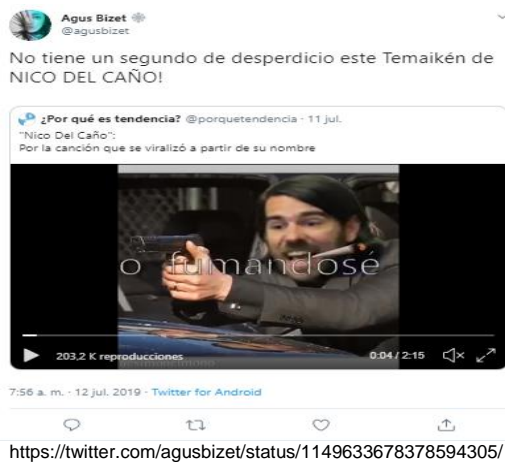 Agus Bizet
@agusbizet
No tiene un segundo de desperdicio este Temaikén de
NICO DEL CAÑO!
¿Por qué es tendencia? @porquetendencia · 11 jul.
"Nico Del Caño":
Por la canción que se viralizó a partir de su nombre
o fumandosé
203,2 K reproducciones
0:04 / 2:15
7:56 a. m. · 12 jul. 2019 · Twitter for Android
https://twitter.com/agusbizet/status/1149633678378594305/